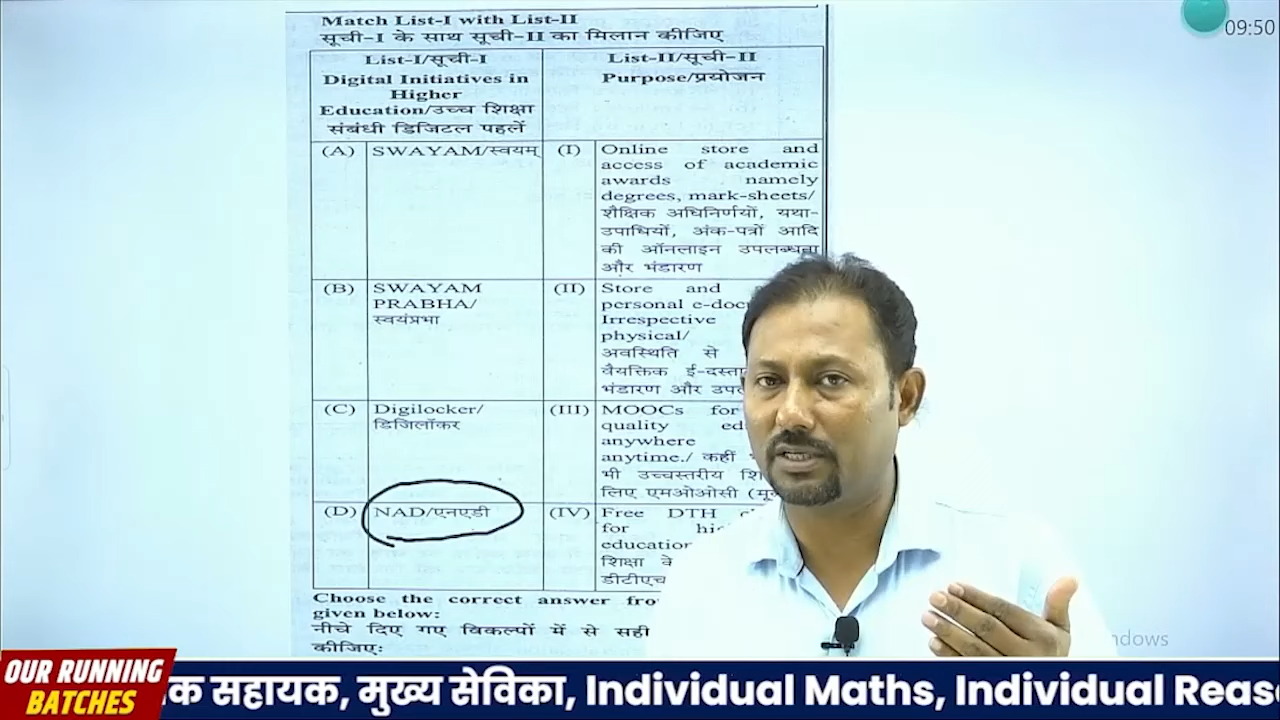 09:50
Match List-I with List-II
सूची-I के साथ सूची-II का मिलान कीजिए
List-I/सूची-I
Digital Initiatives in
Higher
Education/उच्च शिक्षा
संबंधी डिजिटल पहलें
List-II/सूची-II
Purpose/प्रयोजन
(A) SWAYAM/स्वयम्
(I) Online store and
access of academic
awards namely
degrees, mark-sheets/
शैक्षिक अधिनिर्णयों, यथा-
उपाधियों, अंक-पत्रों आदि
की ऑनलाइन उपलब्धता
और भंडारण
(B) SWAYAM
PRABHA/
स्वयंप्रभा
(II) Store and
personal e-docu
Irrespective
physical/
अवस्थिति से
वैयक्तिक ई-दस्ता
भंडारण और उपल
(C) Digilocker/
डिजिलॉकर
(III) MOOCs for
quality ed
anywhere
anytime./ कहीं
भी उच्चस्तरीय शि
लिए एमओओसी (मू
(D) NAD/एनएडी
(IV) Free DTH
for hi
education
शिक्षा के
डीटीएच
Choose the correct answer fro
given below:
नीचे दिए गए विकल्पों में से सही
कीजिए:
ndows
OUR RUNNING
BATCHES
क सहायक, मुख्य सेविका, Individual Maths, Individual Reas